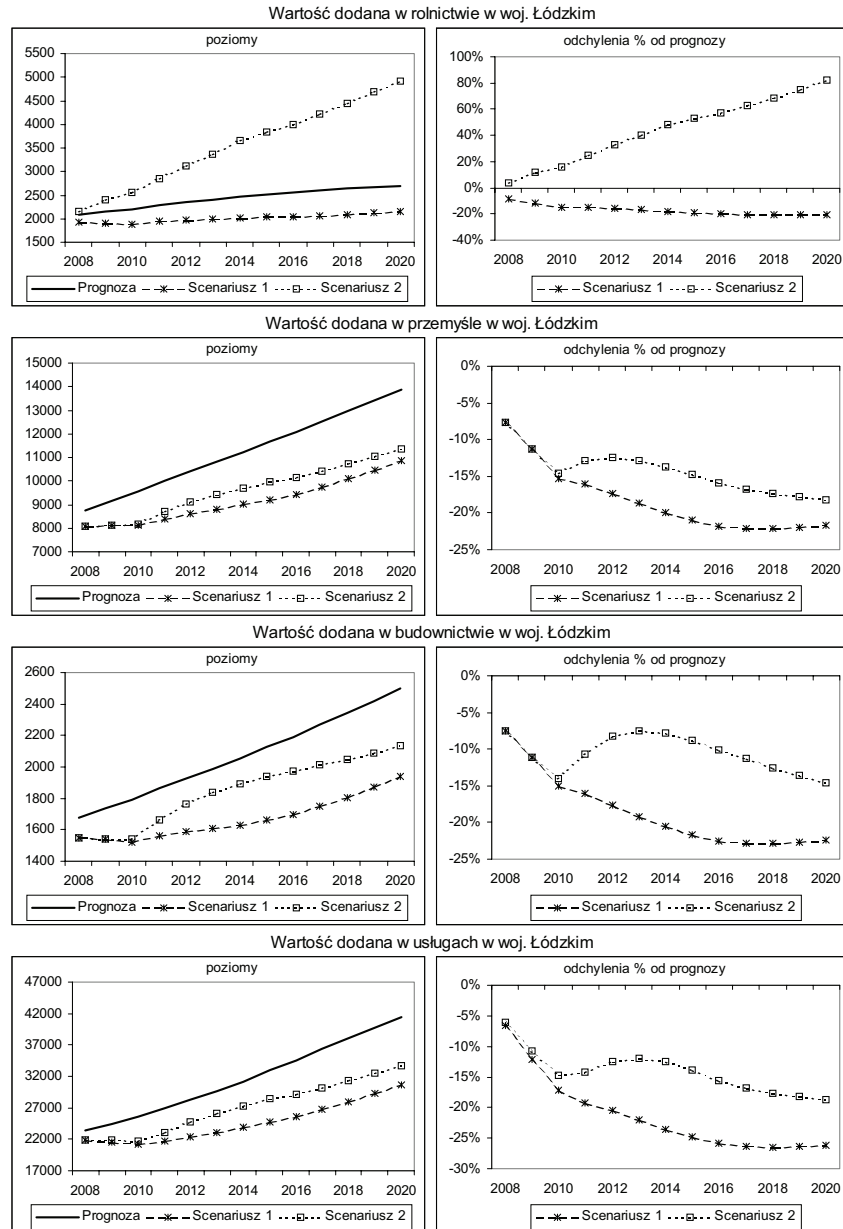 Wartość dodana w rolnictwie w woj. Łódzkim
poziomy
5500
5000
4500
4000
3500
3000
2500
2000
1500
2008 2010 2012 2014 2016 2018 2020
Prognoza Scenariusz 1 Scenariusz 2
odchylenia % od prognozy
100%
80%
60%
40%
20%
0%
-20%
-40%
2008 2010 2012 2014 2016 2018 2020
Scenariusz 1 Scenariusz 2
Wartość dodana w przemyśle w woj. Łódzkim
poziomy
15000
14000
13000
12000
11000
10000
9000
8000
7000
2008 2010 2012 2014 2016 2018 2020
Prognoza Scenariusz 1 Scenariusz 2
odchylenia % od prognozy
0%
-5%
-10%
-15%
-20%
-25%
2008 2010 2012 2014 2016 2018 2020
Scenariusz 1 Scenariusz 2
Wartość dodana w budownictwie w woj. Łódzkim
poziomy
2600
2400
2200
2000
1800
1600
1400
2008 2010 2012 2014 2016 2018 2020
Prognoza Scenariusz 1 Scenariusz 2
odchylenia % od prognozy
0%
-5%
-10%
-15%
-20%
-25%
2008 2010 2012 2014 2016 2018 2020
Scenariusz 1 Scenariusz 2
Wartość dodana w usługach w woj. Łódzkim
poziomy
47000
42000
37000
32000
27000
22000
17000
2008 2010 2012 2014 2016 2018 2020
Prognoza Scenariusz 1 Scenariusz 2
odchylenia % od prognozy
0%
-5%
-10%
-15%
-20%
-25%
-30%
2008 2010 2012 2014 2016 2018 2020
Scenariusz 1 Scenariusz 2